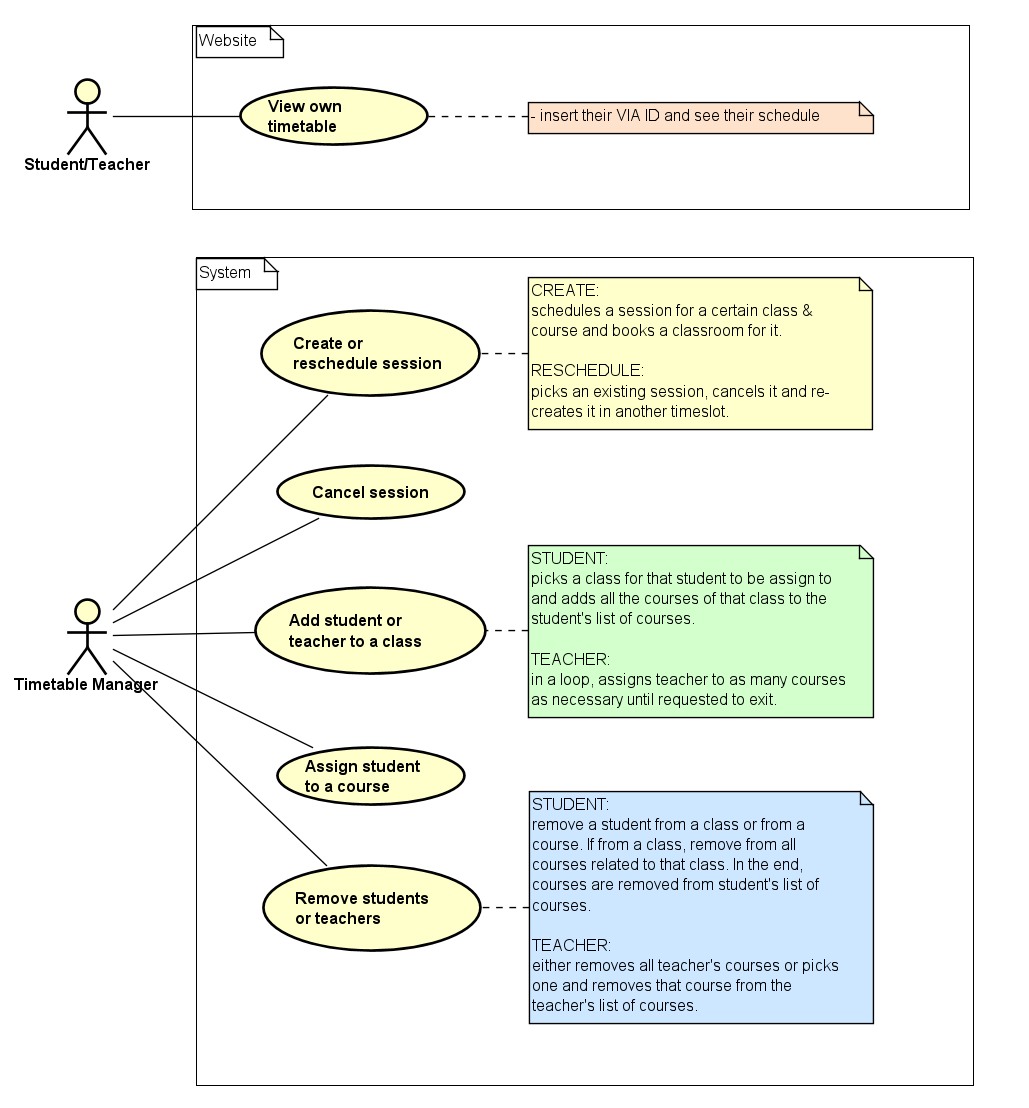 Website
View own
timetable
- insert their VIA ID and see their schedule
Student/Teacher
System
CREATE:
schedules a session for a certain class &
course and books a classroom for it.
RESCHEDULE:
picks an existing session, cancels it and re-
creates it in another timeslot.
Create or
reschedule session
Cancel session
STUDENT:
picks a class for that student to be assign to
and adds all the courses of that class to the
student's list of courses.
TEACHER:
in a loop, assigns teacher to as many courses
as necessary until requested to exit.
Add student or
teacher to a class
Timetable Manager
Assign student
to a course
STUDENT:
remove a student from a class or from a
course. If from a class, remove from all
courses related to that class. In the end,
courses are removed from student's list of
courses.
TEACHER:
either removes all teacher's courses or picks
one and removes that course from the
teacher's list of courses.
Remove students
or teachers